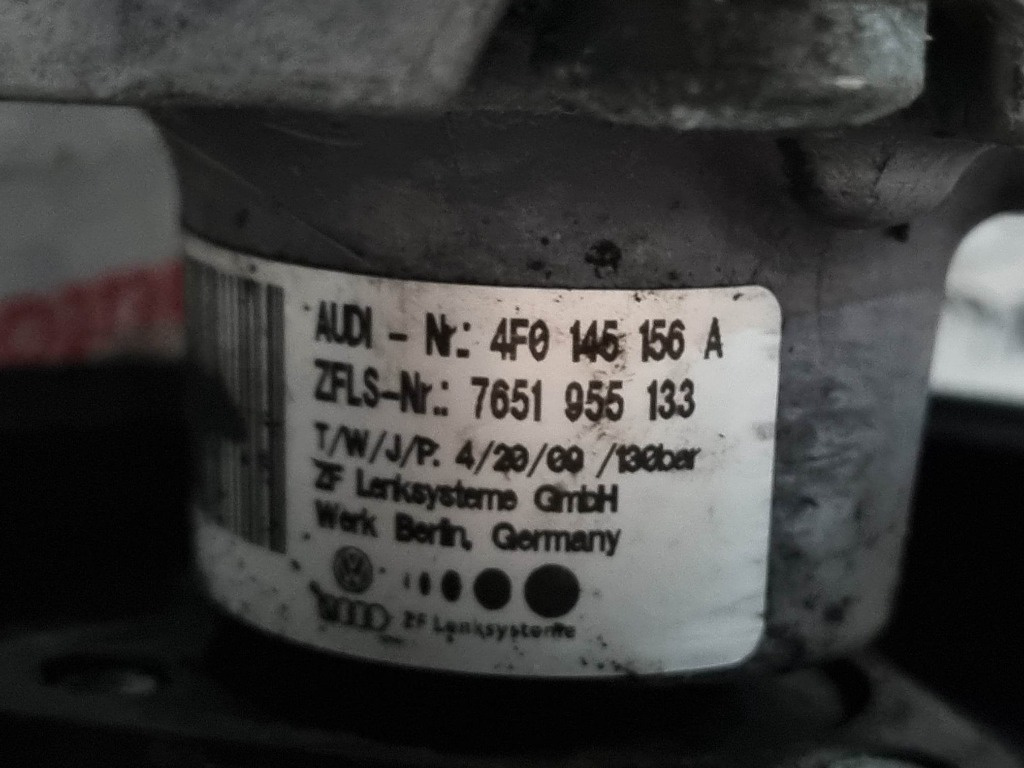 AUDI - Nr.: 4F0 145 156 A
ZFLS-Nr.: 7651 955 133
T/W/J/P. 4/20/09 /130bar
ZF Lenksysteme GmbH
Werk Berlin, Germany
ZF Lenksysteme